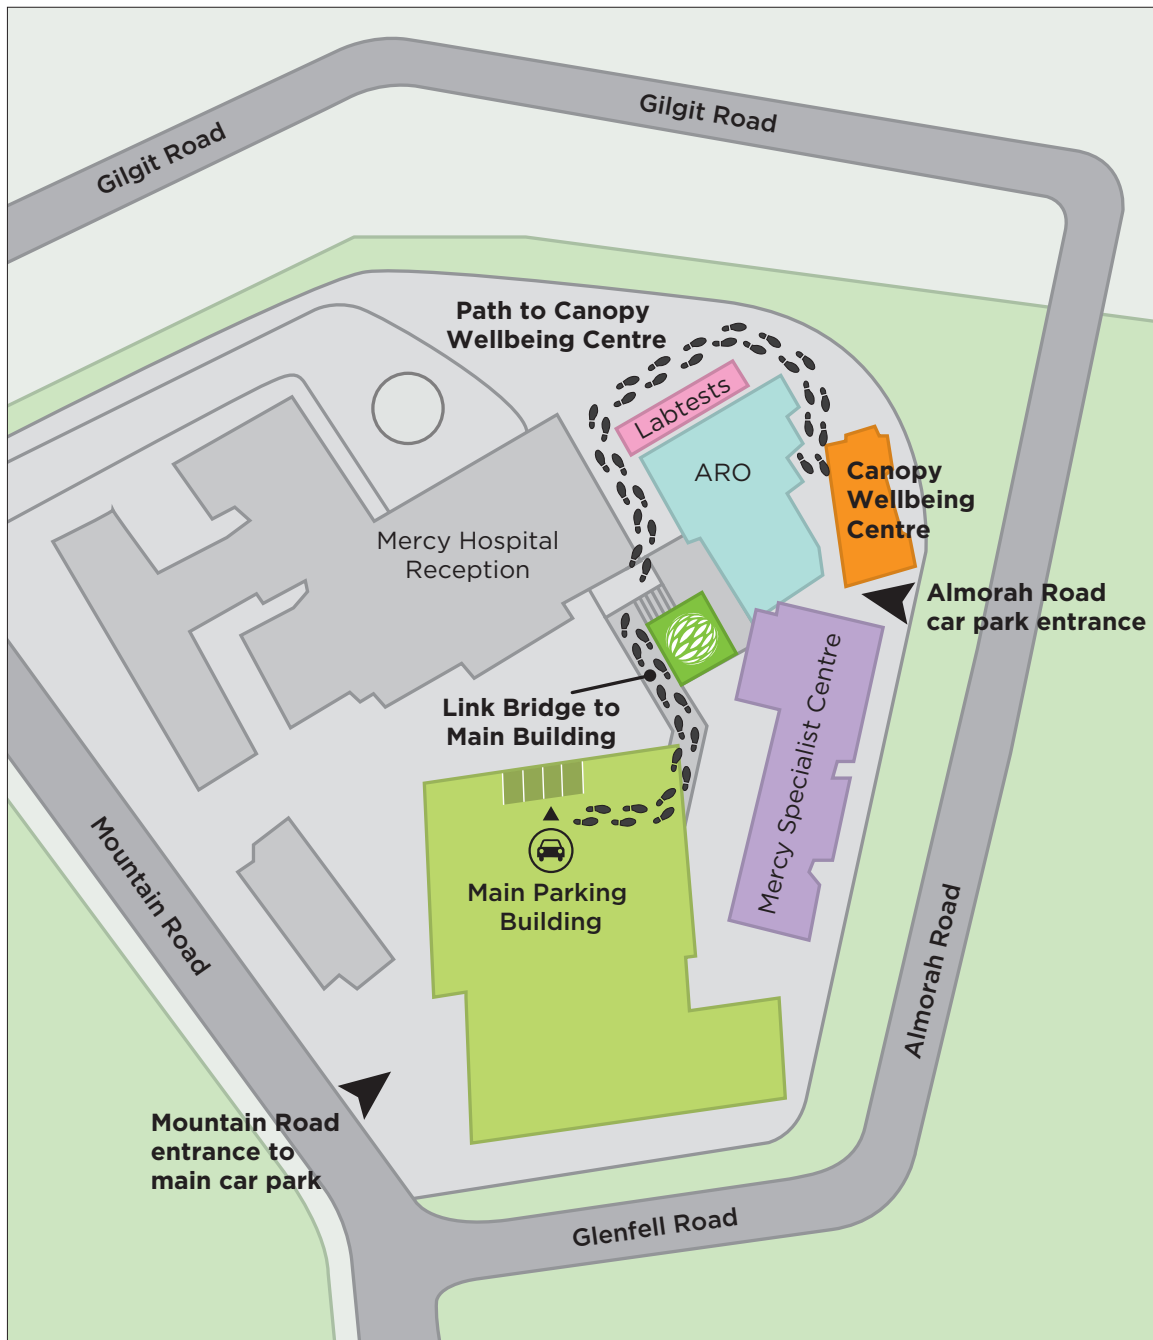 Gilgit Road
Gilgit Road
Path to Canopy
Wellbeing Centre
Labtests
ARO
Canopy
Wellbeing
Centre
Mercy Hospital
Reception
Almorah Road
car park entrance
Link Bridge to
Main Building
Mercy Specialist Centre
Mountain Road
Main Parking
Building
Almorah Road
Mountain Road
entrance to
main car park
Glenfell Road